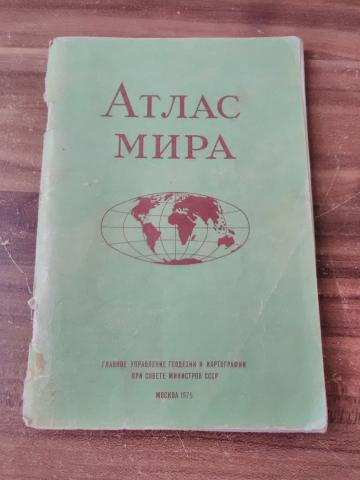 АТЛАС
МИРА
ГЛАВНОЕ УПРАВЛЕНИЕ ГЕОДЕЗИИ И КАРТОГРАФИИ
ПРИ СОВЕТЕ МИНИСТРОВ СССР
МОСКВА 1975